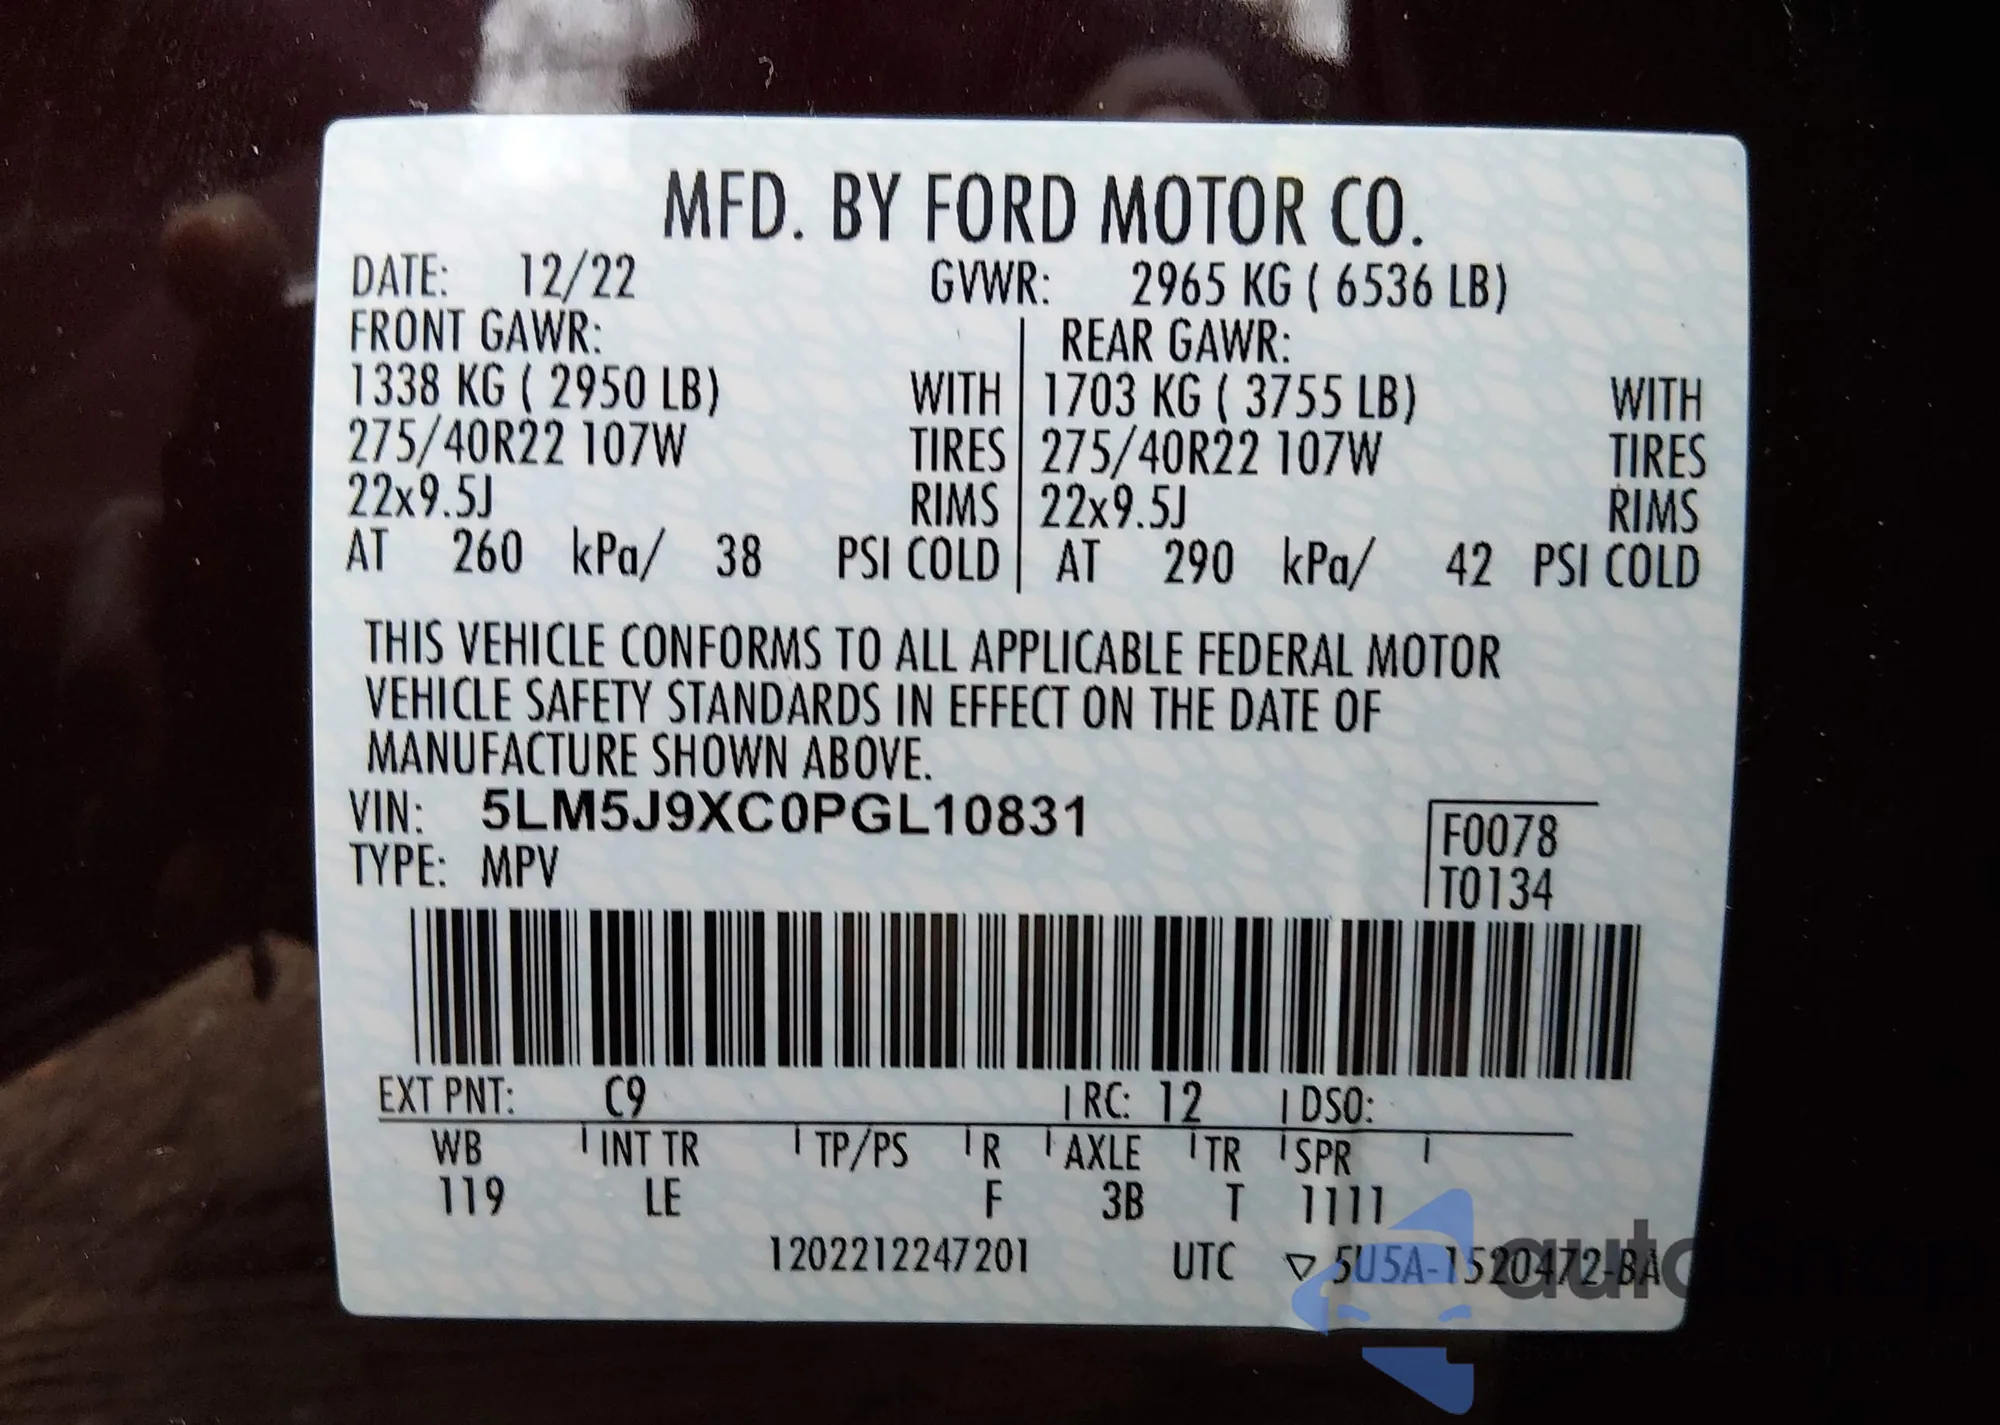 MFD. BY FORD MOTOR CO.
DATE: 12/22 GVWR: 2965 KG ( 6536 LB)
FRONT GAWR: REAR GAWR:
1338 KG ( 2950 LB) WITH 1703 KG ( 3755 LB) WITH
275/40R22 107W TIRES 275/40R22 107W TIRES
22x9.5J RIMS 22x9.5J RIMS
AT 260 kPa/ 38 PSI COLD AT 290 kPa/ 42 PSI COLD
THIS VEHICLE CONFORMS TO ALL APPLICABLE FEDERAL MOTOR
VEHICLE SAFETY STANDARDS IN EFFECT ON THE DATE OF
MANUFACTURE SHOWN ABOVE.
VIN: 5LM5J9XC0PGL10831
F0078
TYPE: MPV
T0134
EXT PNT: C9 RC: 12 DSO:
WB INT TR TP/PS R AXLE TR SPR
119 LE F 3B T 1111
1202212247201 UTC ▽ 5U5A-1520472-BA